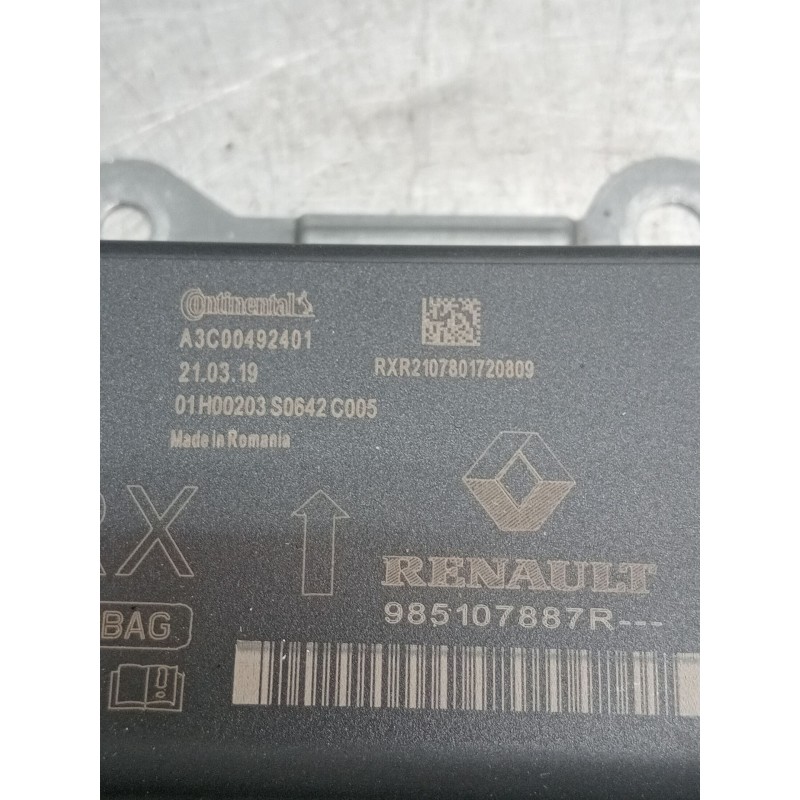 Continental
A3C00492401
21.03.19
RXR2107801720809
01H00203 S0642 C005
Made in Romania
RX
RENAULT
BAG
985107887R---